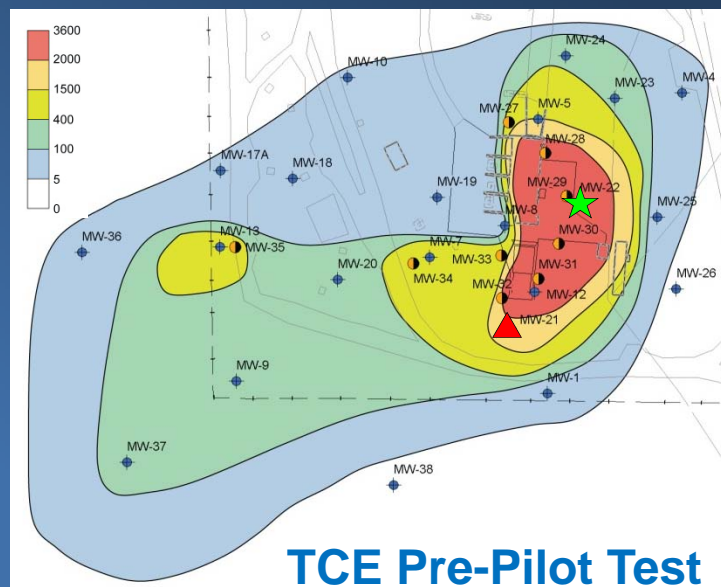 3600
2000
1500
400
100
5
0
MW-24
MW-10
MW-23
MW-4
MW-27
MW-5
MW-28
MW-17A
MW-18
MW-29
MW-22
MW-19
MW-8
MW-25
MW-13
MW-30
MW-36
MW-35
MW-7
MW-33
MW-20
MW-34
MW-31
MW-26
MW-32
MW-12
MW-21
MW-9
MW-1
MW-37
MW-38
TCE Pre-Pilot Test